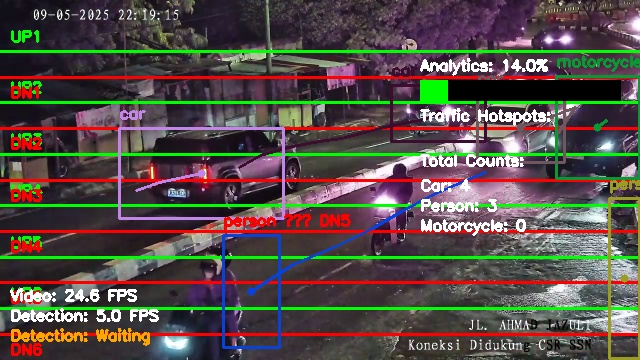 09-05-2025 22:19:15
UP1
motorcycle
Analytics: 14.0%
DN1
car
Traffic Hotspots:
DN2
Total Counts:
Car: 4
DN3
person
Person: 3
person ??? DN5
Motorcycle: 0
DN4
Video: 24.6 FPS
Detection: 5.0 FPS
JL. AHMAD JAZULI
Detection: Waiting
Koneksi Didukung CSR SSN
DN6